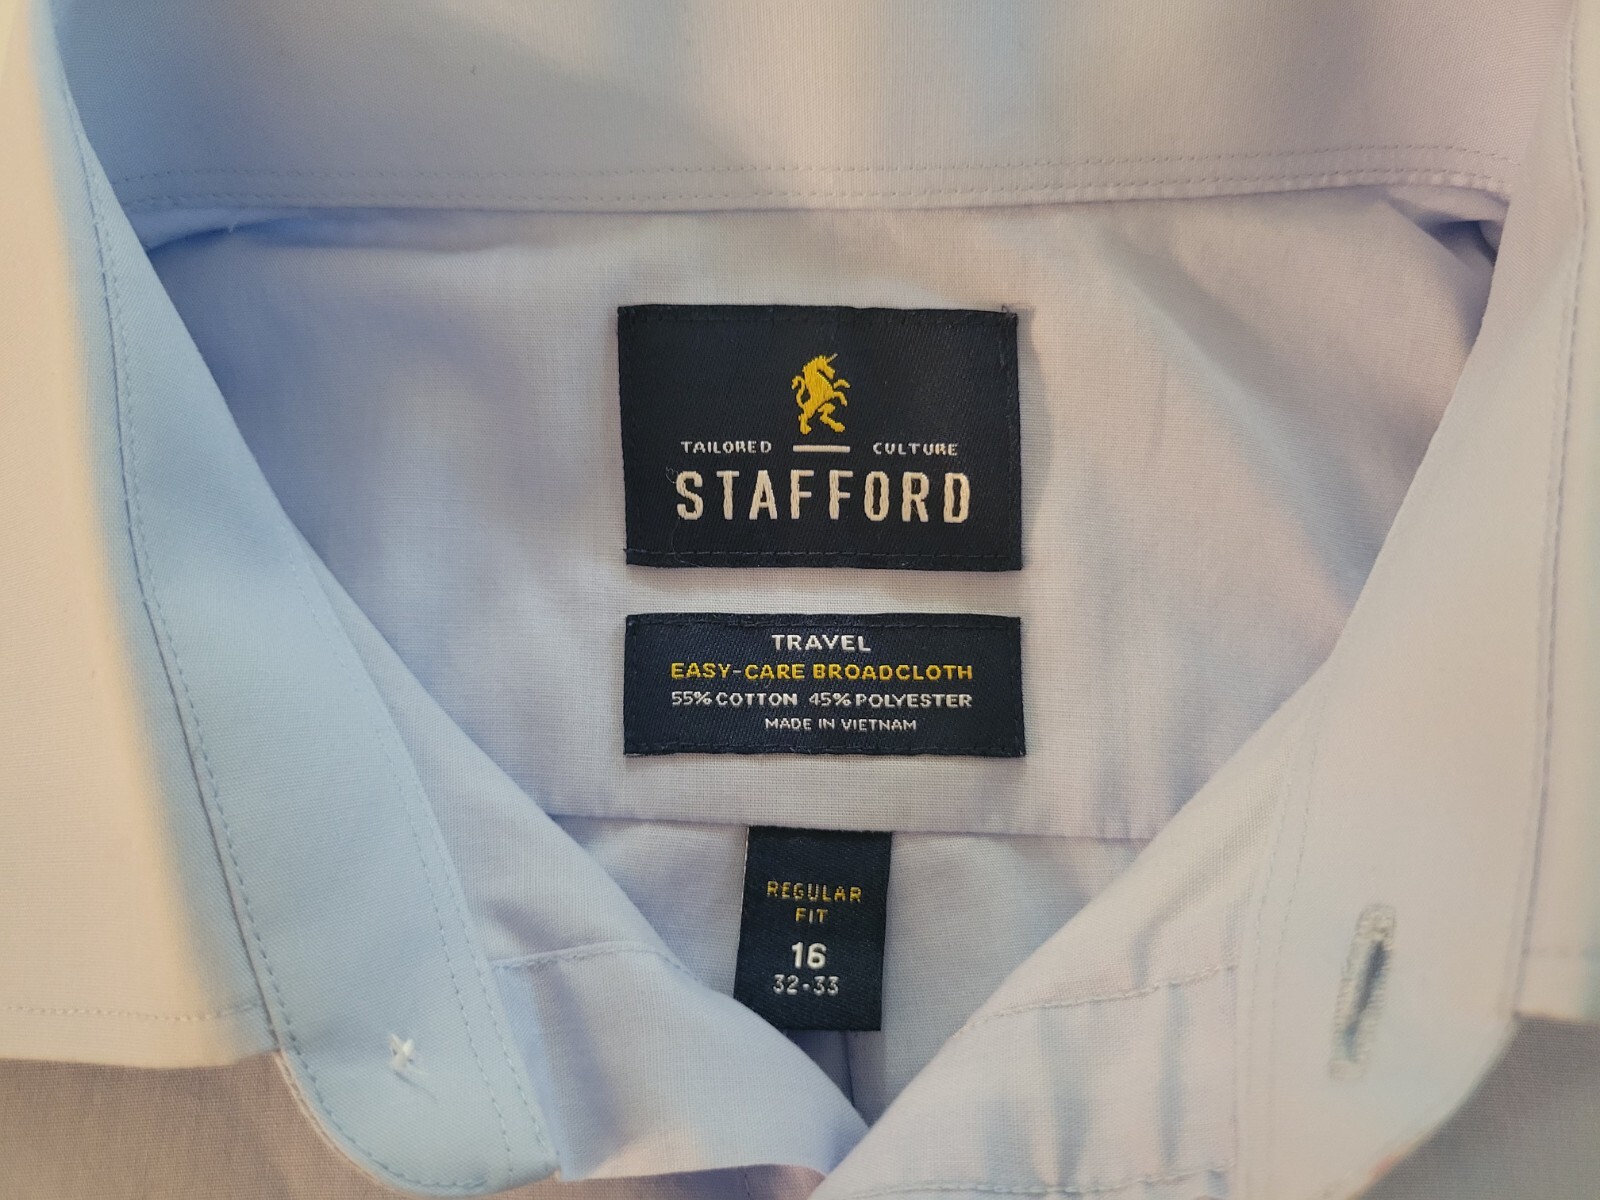 TAILORED CULTURE
STAFFORD
TRAVEL
EASY-CARE BROADCLOTH
55% COTTON 45% POLYESTER
MADE IN VIETNAM
REGULAR
FIT
16
32-33